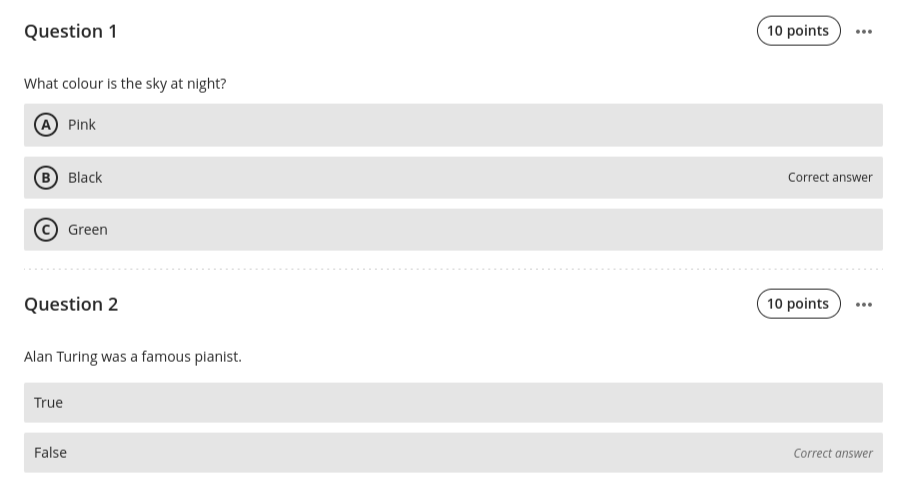 Question 1
10 points
What colour is the sky at night?
A Pink
B Black Correct answer
C Green
Question 2
10 points
Alan Turing was a famous pianist.
True
False Correct answer